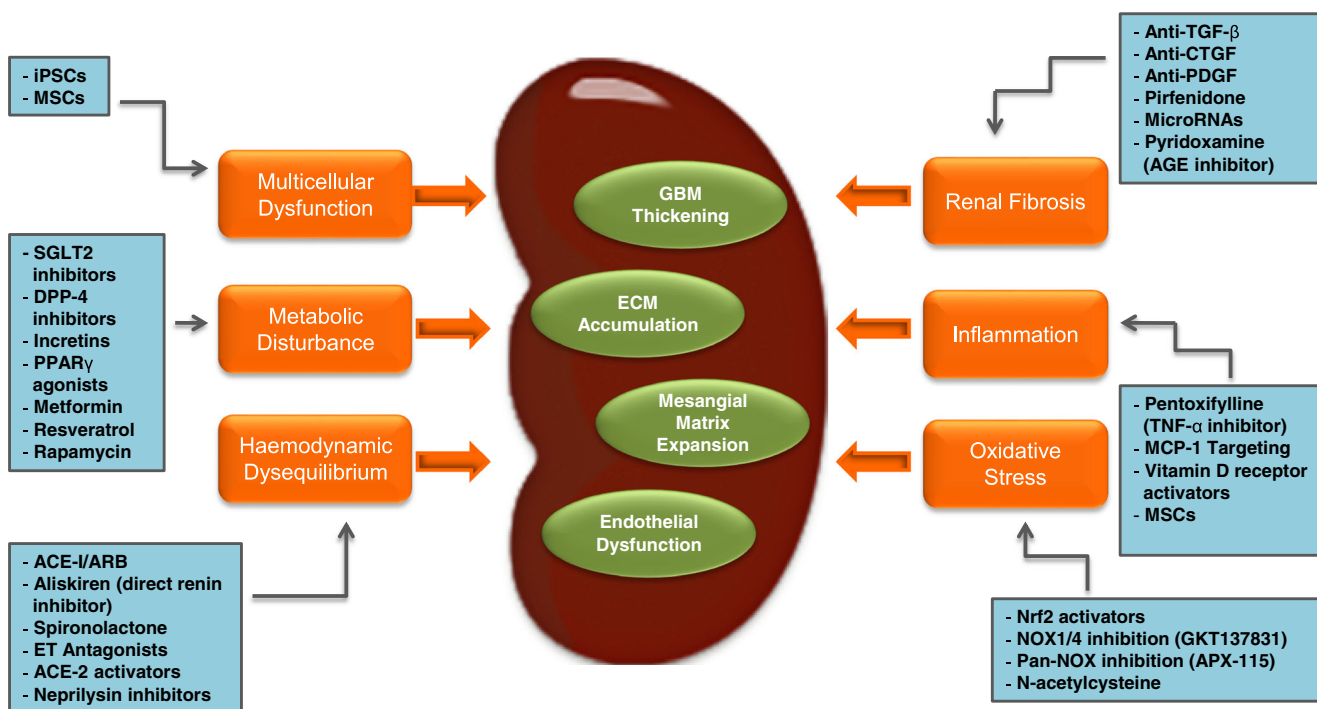 - iPSCs
- MSCs
Multicellular
Dysfunction
- SGLT2
inhibitors
- DPP-4
inhibitors
- Incretins
- PPARγ
agonists
- Metformin
- Resveratrol
- Rapamycin
Metabolic
Disturbance
Haemodynamic
Dysequilibrium
- ACE-I/ARB
- Aliskiren (direct renin
inhibitor)
- Spironolactone
- ET Antagonists
- ACE-2 activators
- Neprilysin inhibitors
GBM
Thickening
ECM
Accumulation
Mesangial
Matrix
Expansion
Endothelial
Dysfunction
- Anti-TGF-β
- Anti-CTGF
- Anti-PDGF
- Pirfenidone
- MicroRNAs
- Pyridoxamine
(AGE inhibitor)
Renal Fibrosis
Inflammation
- Pentoxifylline
(TNF-α inhibitor)
- MCP-1 Targeting
- Vitamin D receptor
activators
- MSCs
Oxidative
Stress
- Nrf2 activators
- NOX1/4 inhibition (GKT137831)
- Pan-NOX inhibition (APX-115)
- N-acetylcysteine